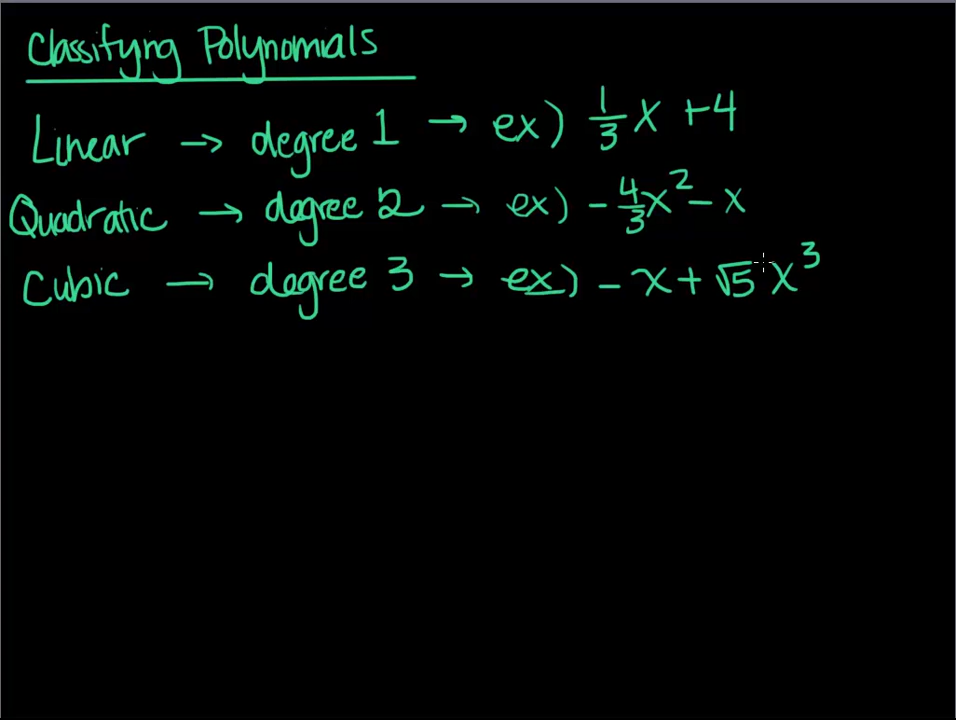 Classifying Polynomials
Linear → degree 1 → ex) 1/3 x + 4
Quadratic → degree 2 → ex) - 4/3 x² - x
Cubic → degree 3 → ex) - x + √5 x³